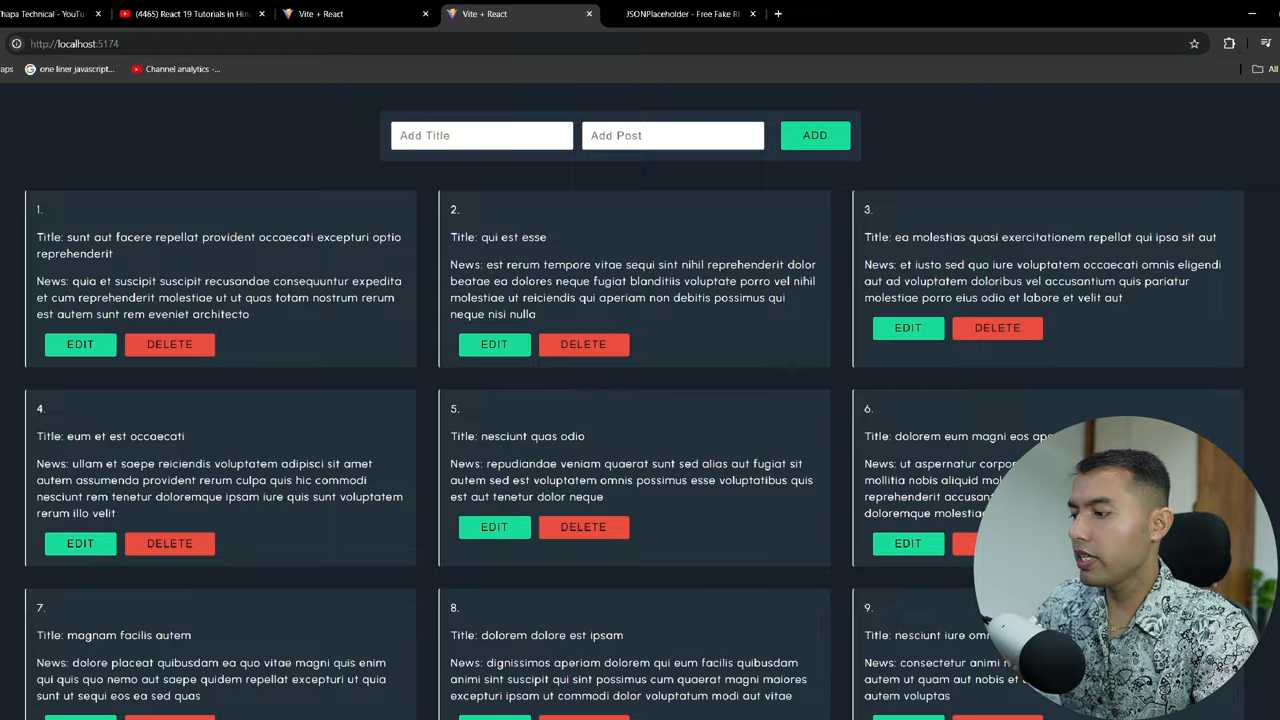 hapa Technical - YouTu
(4465) React 19 Tutorials in Hin
Vite + React
Vite + React
JSONPlaceholder - Free Fake R
http://localhost:5174
aps
one liner javascript...
Channel analytics -...
All
Add Title
Add Post
ADD
1.
Title: sunt aut facere repellat provident occaecati excepturi optio
reprehenderit
News: quia et suscipit suscipit recusandae consequuntur expedita
et cum reprehenderit molestiae ut ut quas totam nostrum rerum
est autem sunt rem eveniet architecto
EDIT
DELETE
2.
Title: qui est esse
News: est rerum tempore vitae sequi sint nihil reprehenderit dolor
beatae ea dolores neque fugiat blanditiis voluptate porro vel nihil
molestiae ut reiciendis qui aperiam non debitis possimus qui
neque nisi nulla
EDIT
DELETE
3.
Title: ea molestias quasi exercitationem repellat qui ipsa sit aut
News: et iusto sed quo iure voluptatem occaecati omnis eligendi
aut ad voluptatem doloribus vel accusantium quis pariatur
molestiae porro eius odio et labore et velit aut
EDIT
DELETE
4.
Title: eum et est occaecati
News: ullam et saepe reiciendis voluptatem adipisci sit amet
autem assumenda provident rerum culpa quis hic commodi
nesciunt rem tenetur doloremque ipsam iure quis sunt voluptatem
rerum illo velit
EDIT
DELETE
5.
Title: nesciunt quas odio
News: repudiandae veniam quaerat sunt sed alias aut fugiat sit
autem sed est voluptatem omnis possimus esse voluptatibus quis
est aut tenetur dolor neque
EDIT
DELETE
6.
Title: dolorem eum magni eos ape
News: ut aspernatur corpor
mollitia nobis aliquid mol
reprehenderit accusan
doloremque molestia
EDIT
7.
Title: magnam facilis autem
News: dolore placeat quibusdam ea quo vitae magni quis enim
qui quis quo nemo aut saepe quidem repellat excepturi ut quia
sunt ut sequi eos ea sed quas
8.
Title: dolorem dolore est ipsam
News: dignissimos aperiam dolorem qui eum facilis quibusdam
animi sint suscipit qui sint possimus cum quaerat magni maiores
excepturi ipsam ut commodi dolor voluptatum modi aut vitae
9.
Title: nesciunt iure om
News: consectetur animi n
autem ut quam aut nobis et
autem voluptas